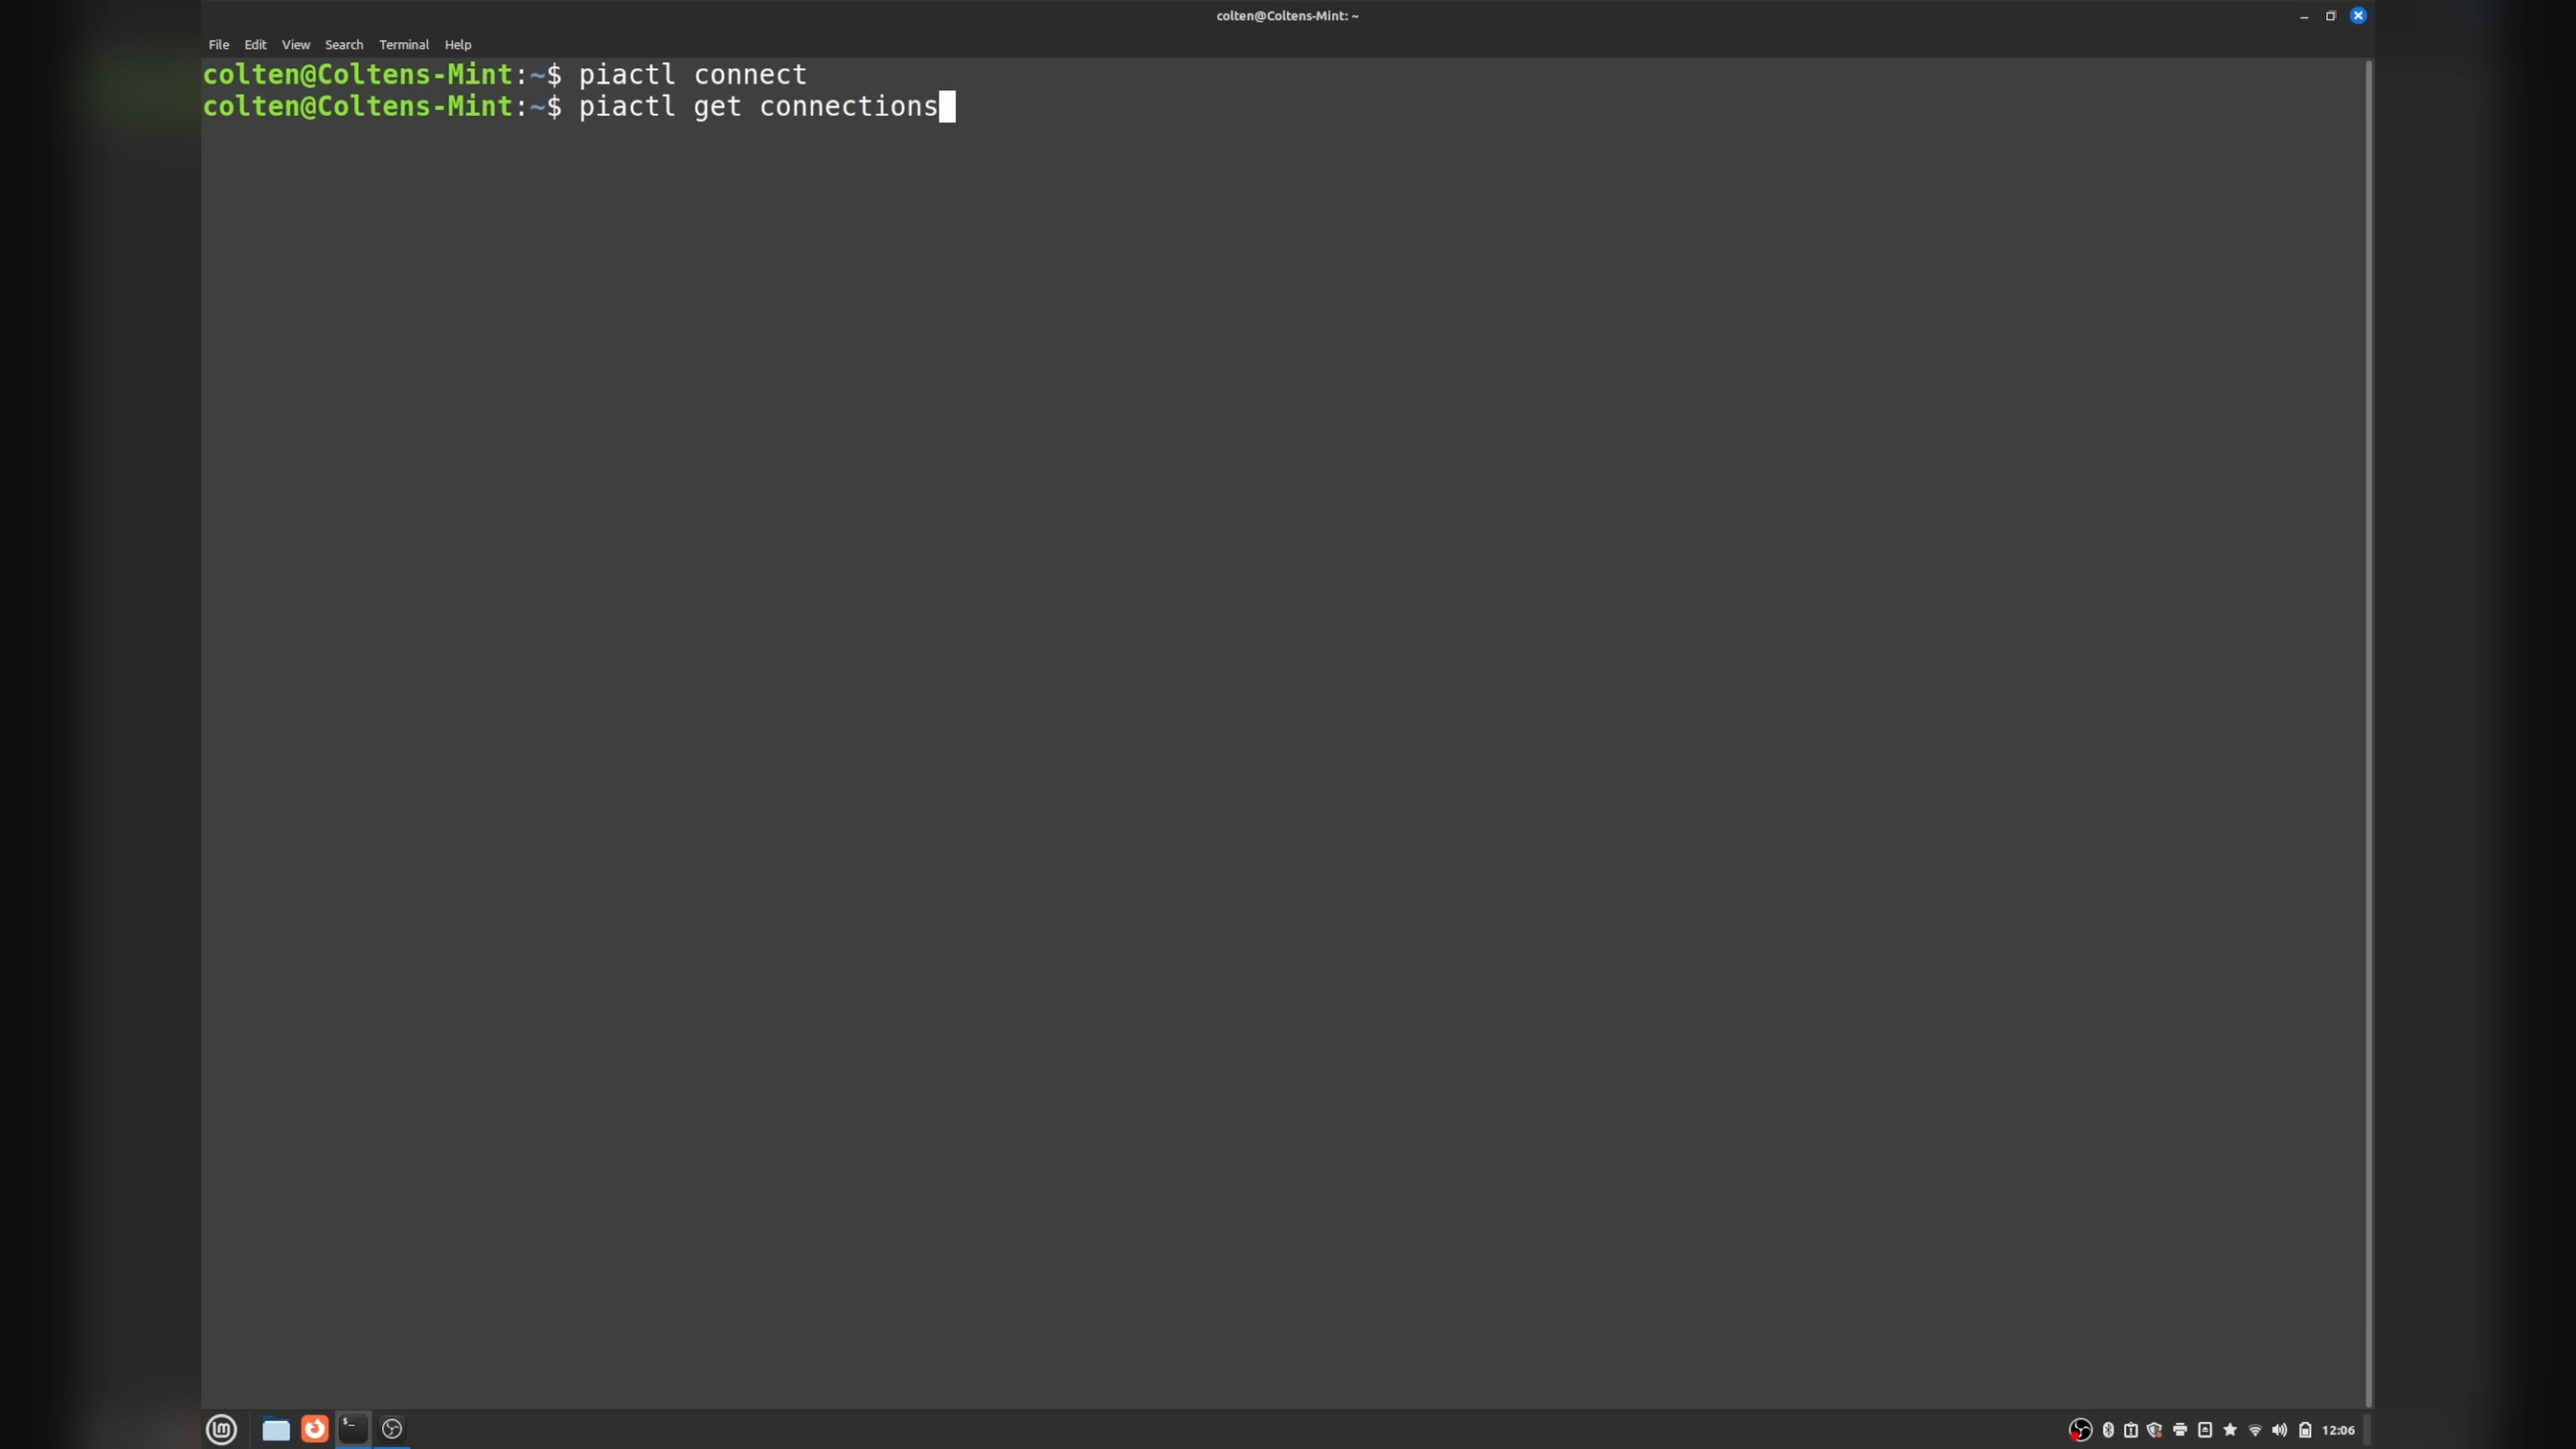 colten@Coltens-Mint: ~
File Edit View Search Terminal Help
colten@Coltens-Mint:~$ piactl connect
colten@Coltens-Mint:~$ piactl get connections
12:06